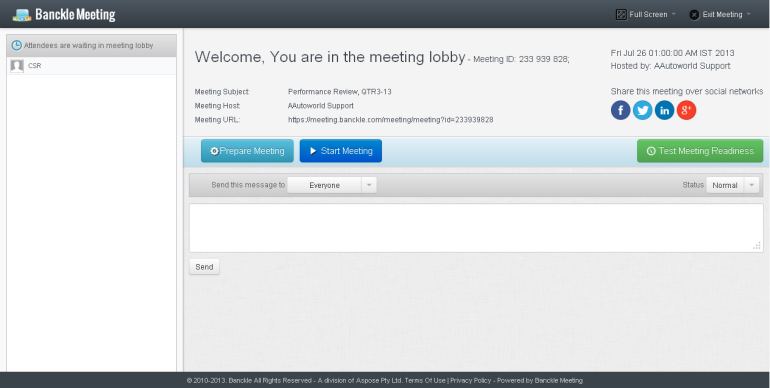 Banckle Meeting
Full Screen
Exit Meeting
Attendees are waiting in meeting lobby
CSR
Welcome, You are in the meeting lobby - Meeting ID: 233 939 828;
Fri Jul 26 01:00:00 AM IST 2013
Hosted by: AAutoworld Support
Meeting Subject: Performance Review, QTR3-13
Meeting Host: AAutoworld Support
Meeting URL: https://meeting.banckle.com/meeting/meeting?id=233939828
Share this meeting over social networks
f in g+
Prepare Meeting
Start Meeting
Test Meeting Readiness
Send this message to Everyone
Status Normal
Send
© 2010-2013. Banckle All Rights Reserved - A division of Aspose Pty Ltd. Terms Of Use | Privacy Policy - Powered by Banckle Meeting